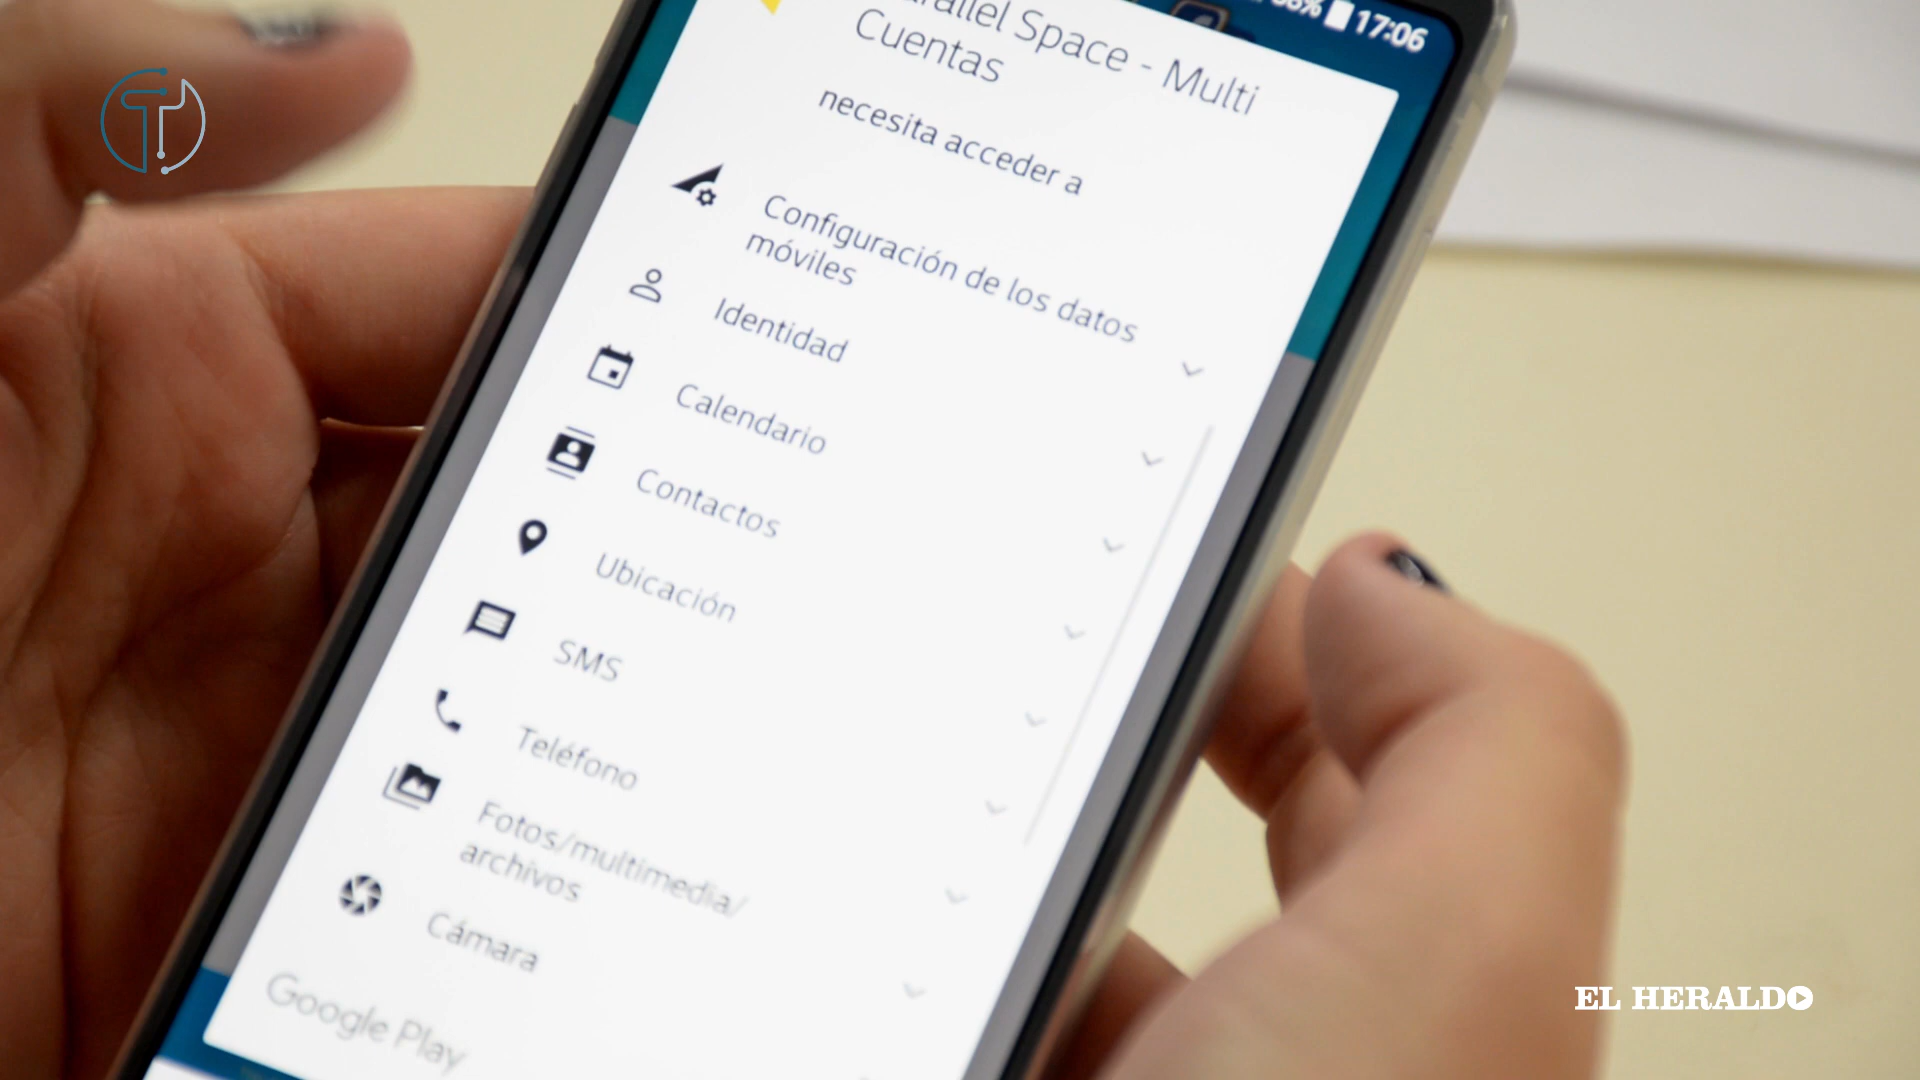 17:06
Parallel Space - Multi
Cuentas
necesita acceder a
Configuración de los datos
móviles
Identidad
Calendario
Contactos
Ubicación
SMS
Teléfono
Fotos/multimedia/
archivos
Cámara
Google Play
EL HERALDO